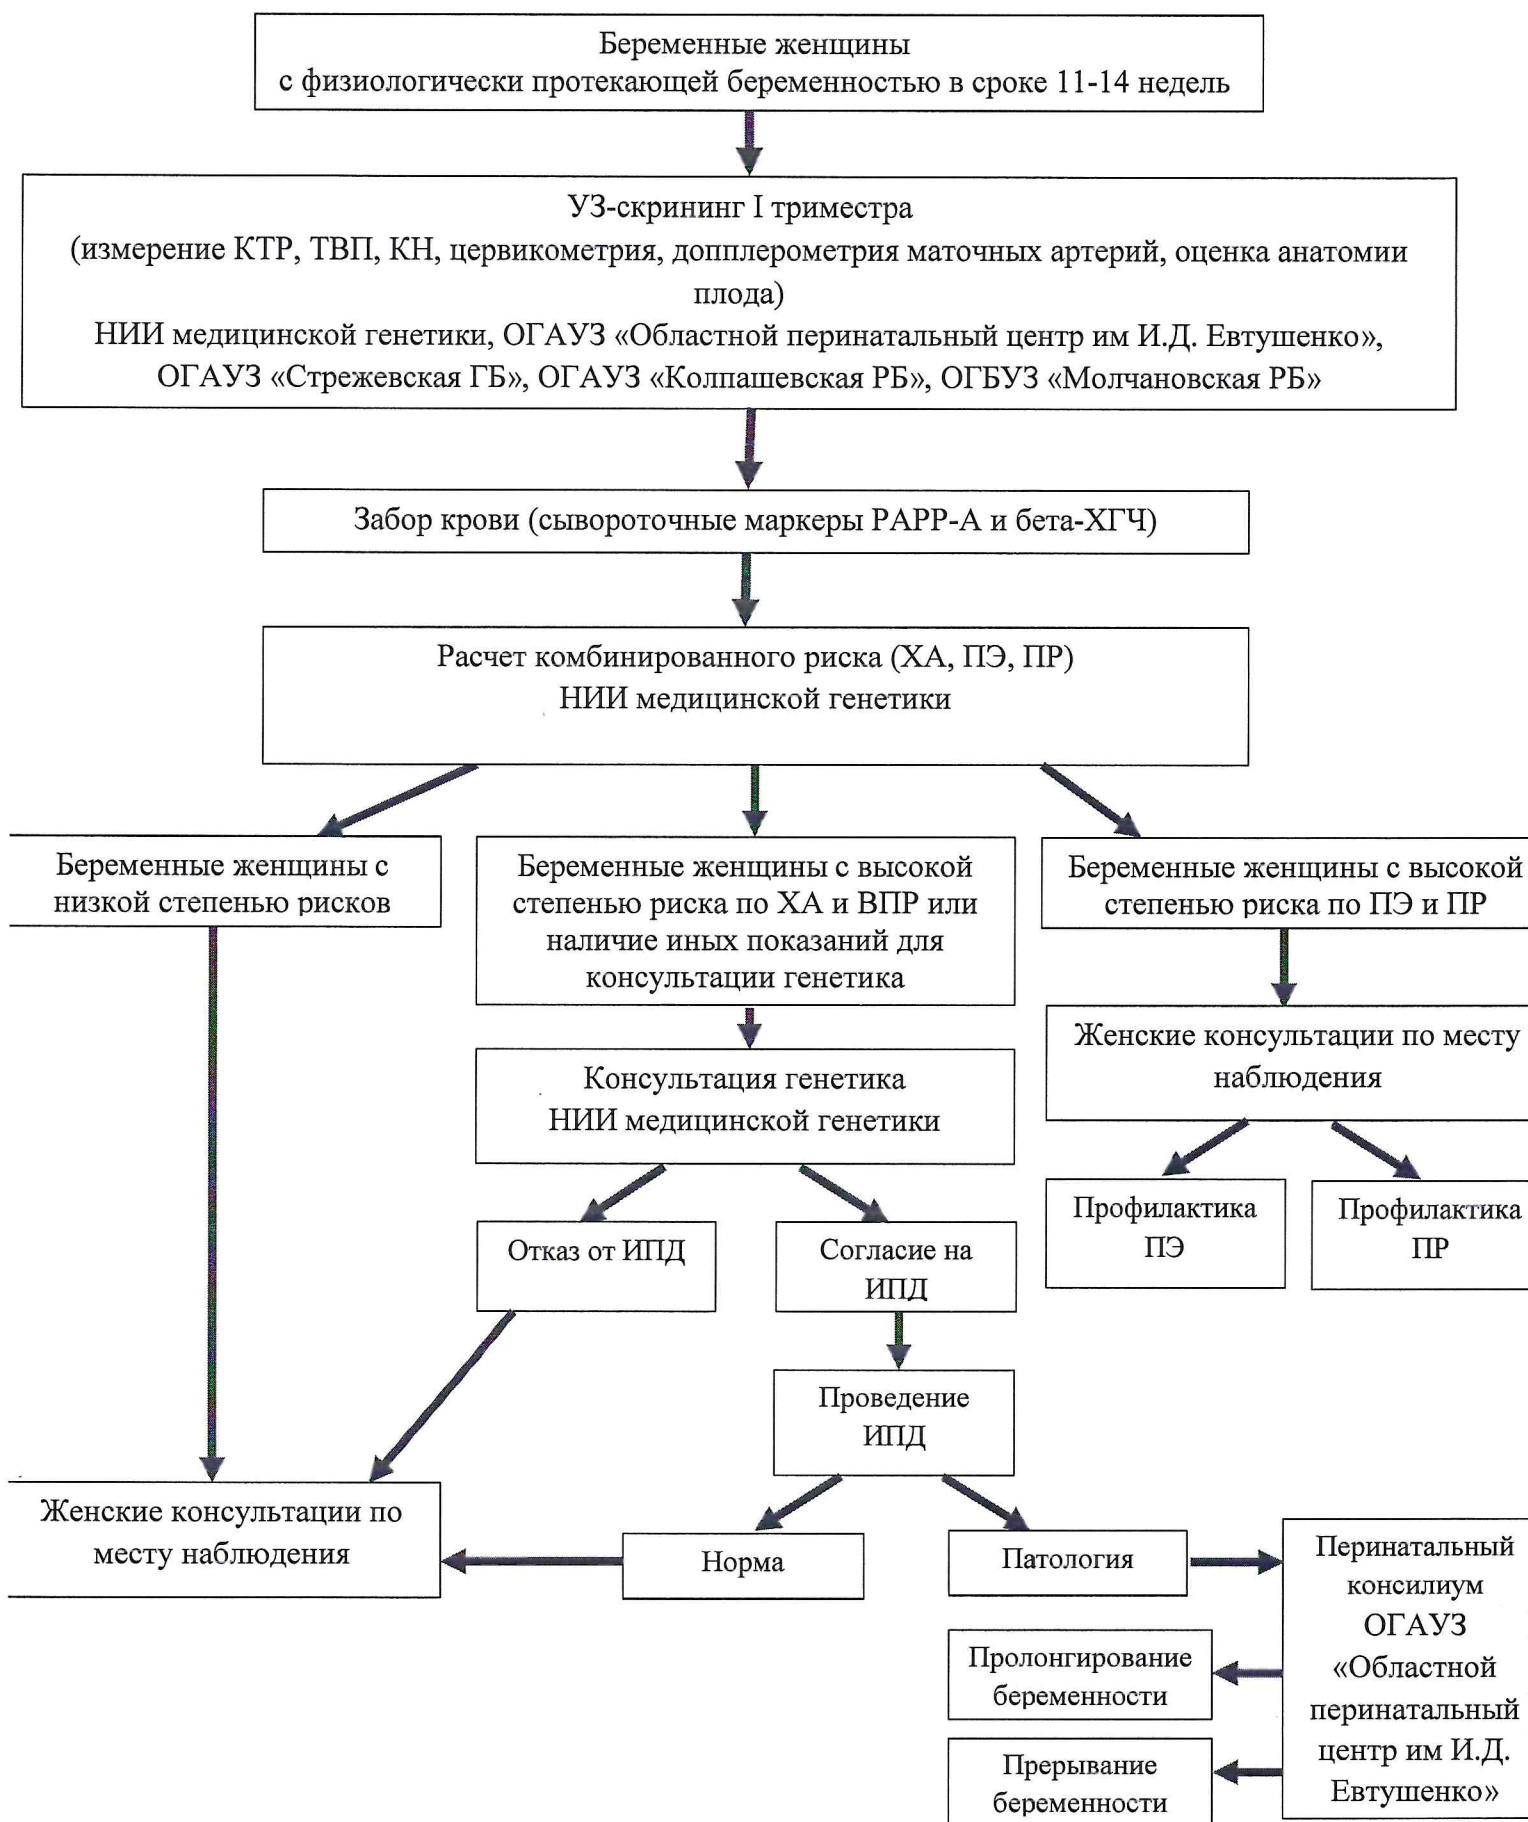 Беременные женщины
с физиологически протекающей беременностью в сроке 11-14 недель
УЗ-скрининг I триместра
(измерение КТР, ТВП, КН, цервикометрия, допплерометрия маточных артерий, оценка анатомии
плода)
НИИ медицинской генетики, ОГАУЗ «Областной перинатальный центр им И.Д. Евтушенко»,
ОГАУЗ «Стрежевская ГБ», ОГАУЗ «Колпашевская РБ», ОГБУЗ «Молчановская РБ»
Забор крови (сывороточные маркеры РАРР-А и бета-ХГЧ)
Расчет комбинированного риска (ХА, ПЭ, ПР)
НИИ медицинской генетики
Беременные женщины с
низкой степенью рисков
Беременные женщины с высокой
степенью риска по ХА и ВПР или
наличие иных показаний для
консультации генетика
Беременные женщины с высокой
степенью риска по ПЭ и ПР
Консультация генетика
НИИ медицинской генетики
Женские консультации по месту
наблюдения
Отказ от ИПД
Согласие на
ИПД
Профилактика
ПЭ
Профилактика
ПР
Проведение
ИПД
Женские консультации по
месту наблюдения
Норма
Патология
Перинатальный
консилиум
ОГАУЗ
«Областной
перинатальный
центр им И.Д.
Евтушенко»
Пролонгирование
беременности
Прерывание
беременности